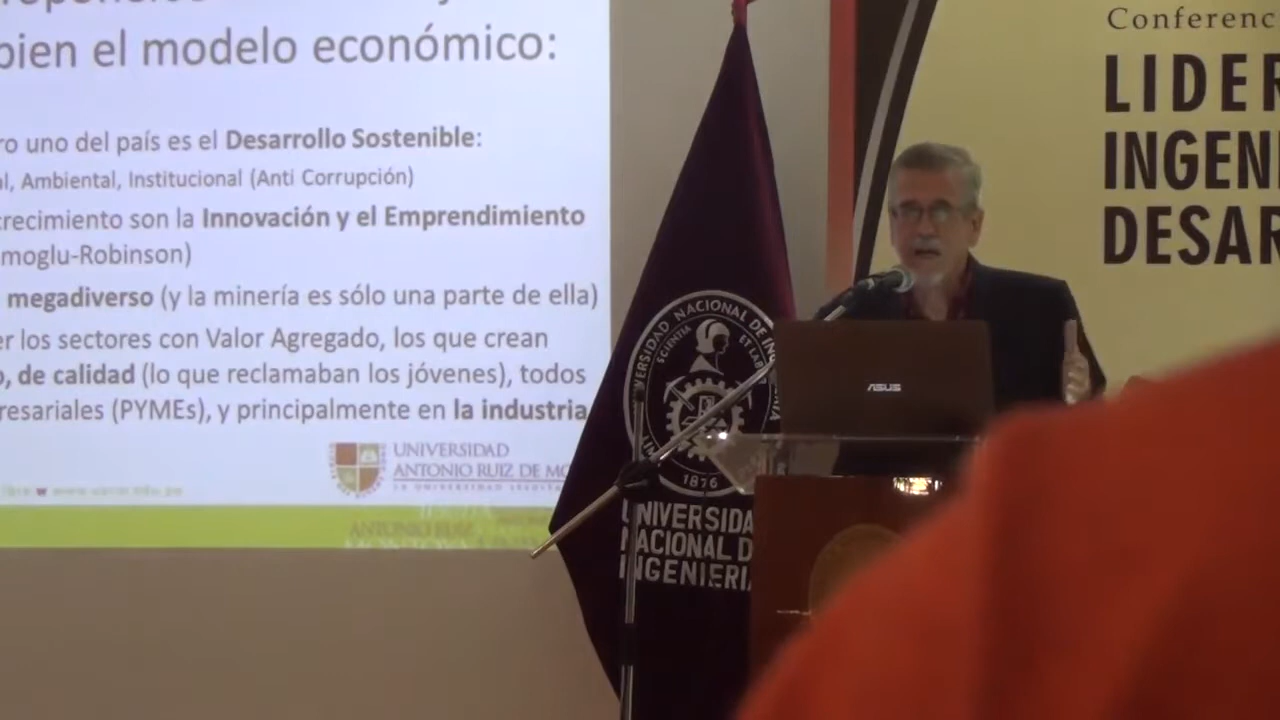 bien el modelo económico:
ro uno del país es el Desarrollo Sostenible:
al, Ambiental, Institucional (Anti Corrupción)
crecimiento son la Innovación y el Emprendimiento
moglu-Robinson)
megadiverso (y la minería es sólo una parte de ella)
er los sectores con Valor Agregado, los que crean
o, de calidad (lo que reclamaban los jóvenes), todos
resariales (PYMEs), y principalmente en la industria
UNIVERSIDAD
ANTONIO RUIZ DE MO
UNIVERSIDAD NACIONAL DE INGENIERIA
SCIENTIA ET LABOR
1876
UNIVERSIDA
NACIONAL D
INGENIERI
ASUS
Conferenc
LIDER
INGEN
DESAR